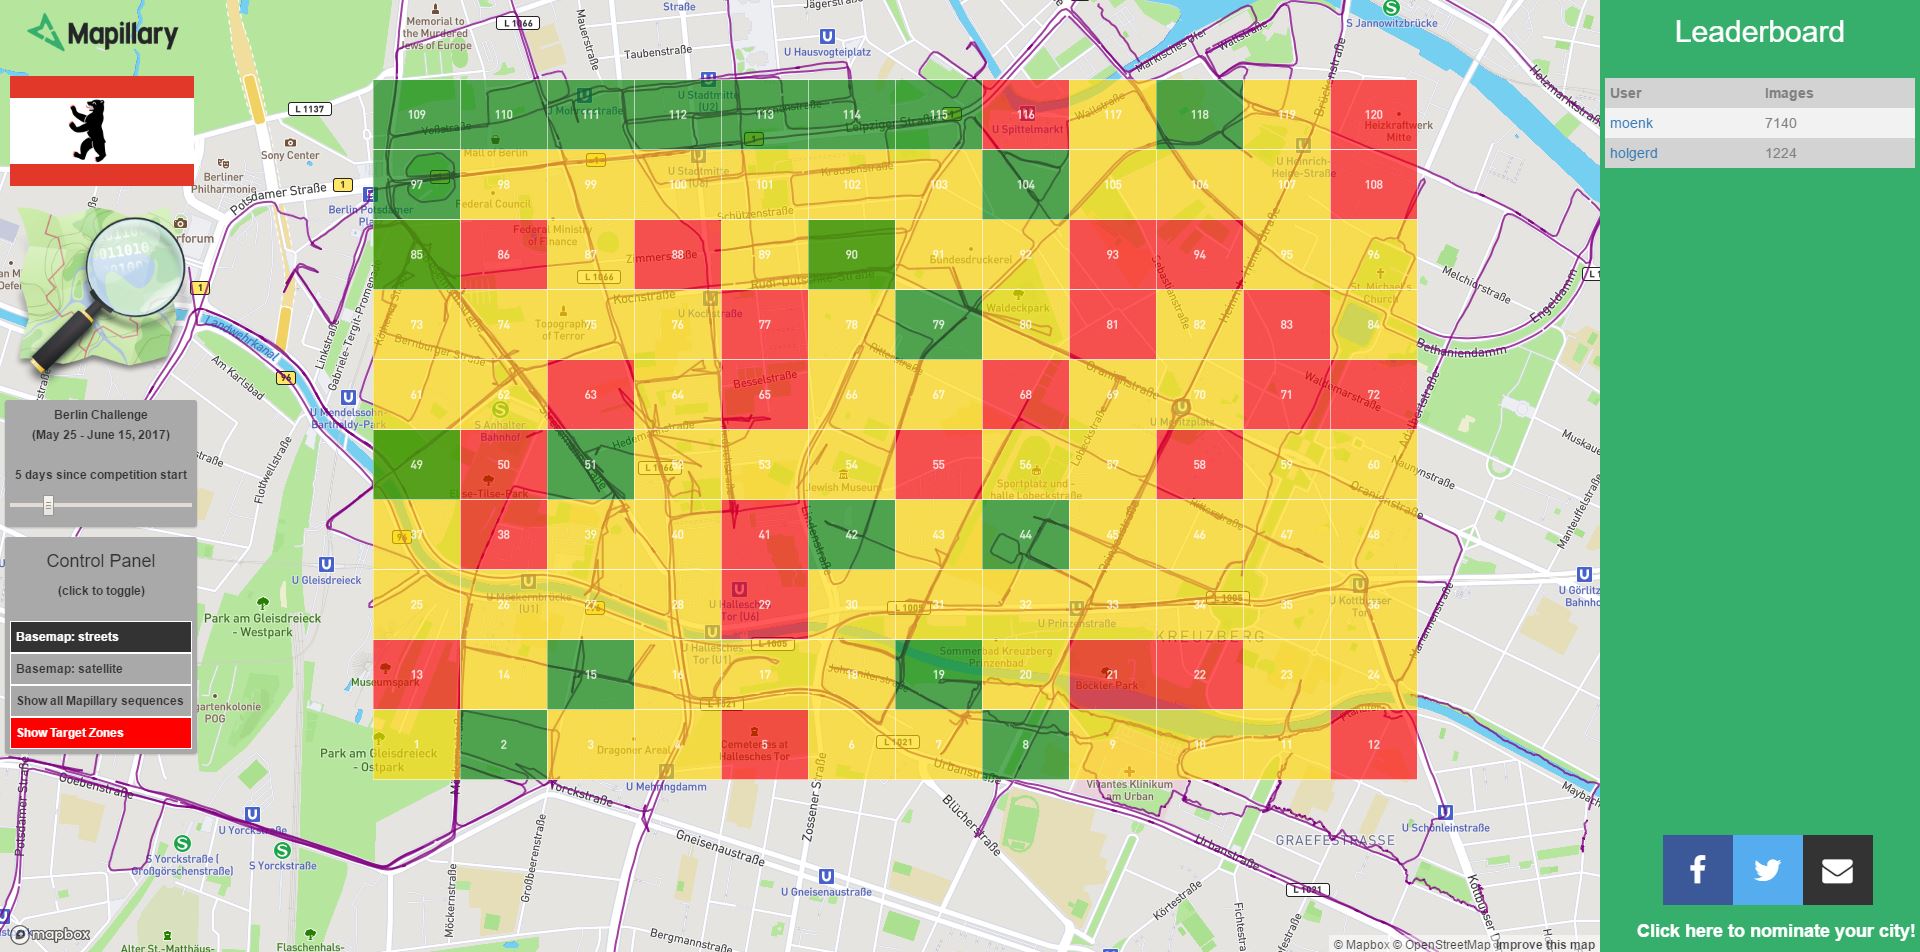 Mapillary
Berlin Challenge
(May 25 - June 15, 2017)
5 days since competition start
Control Panel
(click to toggle)
Basemap: streets
Basemap: satellite
Show all Mapillary sequences
Show Target Zones
mapbox
Memorial to
the Murdered
Jews of Europe
L 1066
Mauerstraße
Straße
Jägerstraße
Taubenstraße
U Hausvogteiplatz
Märkisches Ufer
Wallstraße
S Jannowitzbrücke
Brückenstraße
Holzmarktstraße
L 1137
Sony Center
Berliner
Philharmonie
Potsdamer Straße
1
Berlin Potsdamer
109
110
111
112
113
114
115
116
117
118
119
120
Voßstraße
U Stadtmitte
(U2)
Leipziger Straße
U Spittelmarkt
Wallstraße
Heizkraftwerk
Mitte
Mall of Berlin
97
98
99
100
101
102
103
104
105
106
107
108
Federal Council
U Stadtmitte
(U6)
Krausenstraße
Schützenstraße
U Heinrich-
Heine-Straße
85
86
87
88
89
90
91
92
93
94
95
96
Federal Ministry
of Finance
Zimmerstraße
L 1066
Kochstraße
Rudi-Dutschke-Straße
Bundesdruckerei
Sebastianstraße
St. Michael's
Church
Melchiorstraße
Engeldamm
73
74
75
76
77
78
79
80
81
82
83
84
Topography
of Terror
U Kochstraße
Waldeckpark
Bernburger Straße
Ritterstraße
Oranienstraße
Bethaniendamm
Landwehrkanal
Am Karlsbad
Linkstraße
Gabriele-Tergit-Promenade
96
U Mendelssohn-
Bartholdy-Park
61
62
63
64
65
66
67
68
69
70
71
72
S Anhalter
Bahnhof
Besselstraße
U Moritzplatz
Waldemarstraße
Adalbertstraße
Flottwellstraße
49
50
51
52
53
54
55
56
57
58
59
60
Hedemannstraße
L 1066
Else-Tilse-Park
Jewish Museum
Sportplatz und -
halle Lobeckstraße
Lobeckstraße
Naunynstraße
Oranienstraße
Muskauer
Manteuffelstraße
37
38
39
40
41
42
43
44
45
46
47
48
Lindenstraße
Ritterstraße
U Gleisdreieck
25
26
27
28
29
30
31
32
33
34
35
U Möckernbrücke
(U1)
U Hallesches
Tor (U6)
L 1005
U Prinzenstraße
L 1005
U Kottbusser
Tor
U Görlitzer
Bahnhof
Park am Gleisdreieck
- Westpark
U Hallesches
Tor (U1)
L 1005
KREUZBERG
Mariannenstraße
13
14
15
16
17
18
19
20
21
22
23
24
Museumspark
Johanniterstraße
Sommerbad Kreuzberg
Prinzenbad
Böckler Park
L 1021
POG
1
2
3
4
5
6
7
8
9
10
11
12
Park am Gleisdreieck
- Ostpark
Dragoner Areal
Cemeteries at
Hallesches Tor
L 1021
Urbanstraße
Vivantes Klinikum
am Urban
Goebenstraße
Potsdamer Straße
U Yorckstraße
S Yorckstraße (
Großgörschenstraße)
S Yorckstraße
Yorckstraße
U Mehringdamm
Zossener Straße
Blücherstraße
Gneisenaustraße
Großbeerenstraße
Möckernstraße
U Gneisenaustraße
Bergmannstraße
Urbanstraße
GRAEFESTRASSE
U Schönleinstraße
L 1021
Körtestraße
Alter St.-Matthäus-
Flaschenhals-
© Mapbox © OpenStreetMap Improve this map
Leaderboard
User Images
moenk 7140
holgerd 1224
Click here to nominate your city!